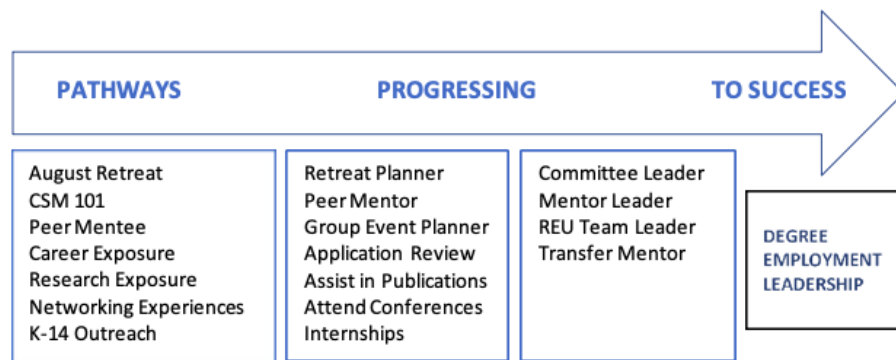 PATHWAYS PROGRESSING TO SUCCESS
August Retreat
CSM 101
Peer Mentee
Career Exposure
Research Exposure
Networking Experiences
K-14 Outreach
Retreat Planner
Peer Mentor
Group Event Planner
Application Review
Assist in Publications
Attend Conferences
Internships
Committee Leader
Mentor Leader
REU Team Leader
Transfer Mentor
DEGREE
EMPLOYMENT
LEADERSHIP